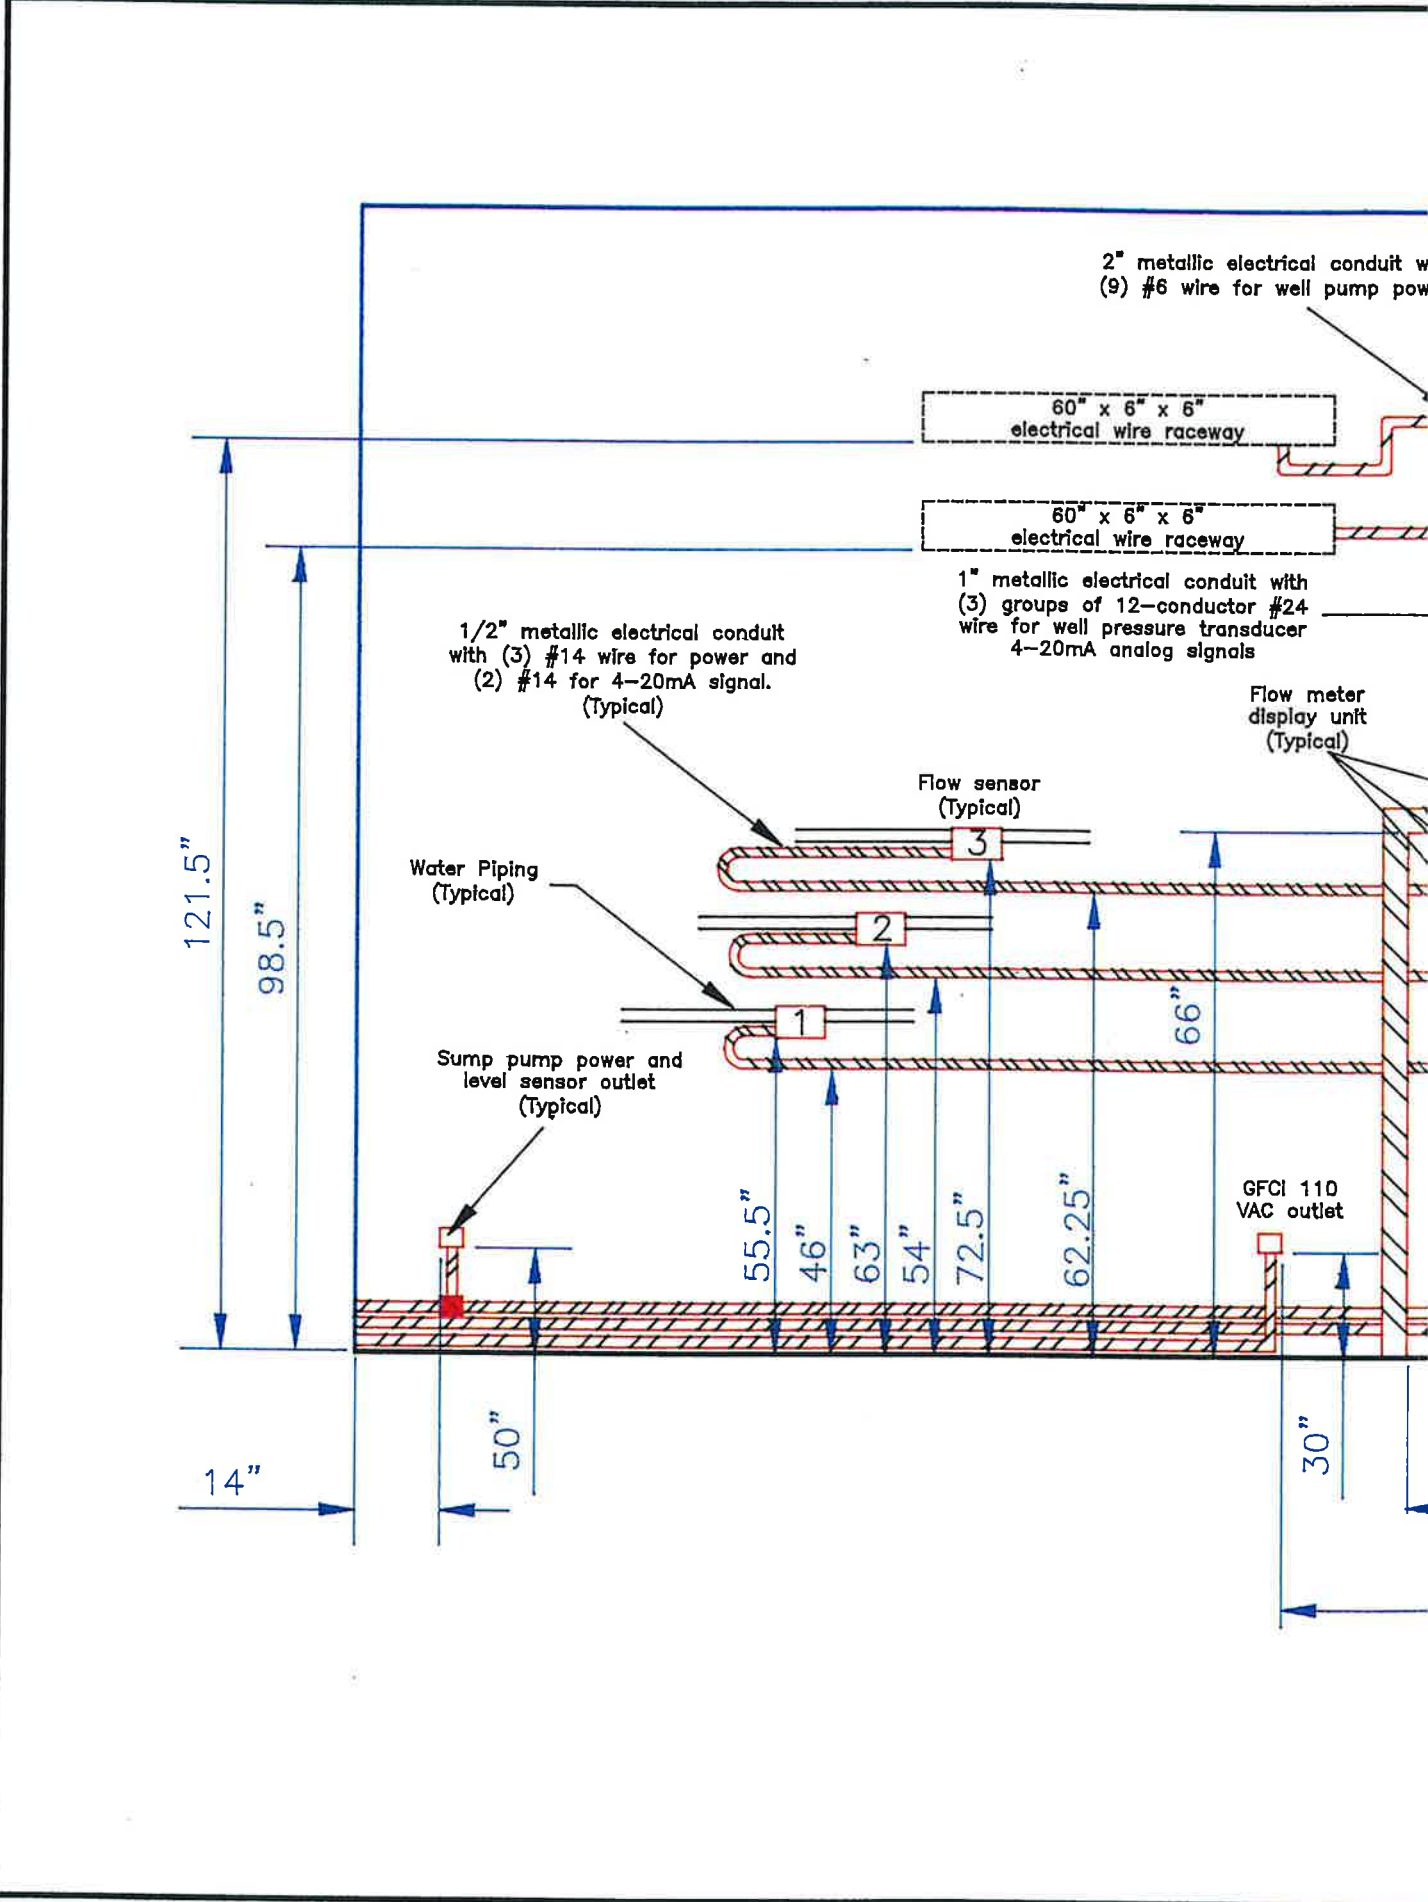 2" metallic electrical conduit
(9) #6 wire for well pump
60" x 6" x 6"
electrical wire raceway
60" x 6" x 6"
electrical wire raceway
1" metallic electrical conduit with
(3) groups of 12-conductor #24
wire for well pressure transducer
4-20mA analog signals
1/2" metallic electrical conduit
with (3) #14 wire for power and
(2) #14 for 4-20mA signal.
(Typical)
Flow meter
display unit
(Typical)
Flow sensor
(Typical)
3
Water Piping
(Typical)
2
1
121.5"
98.5"
66"
Sump pump power and
level sensor outlet
(Typical)
55.5"
46"
63"
54"
72.5"
62.25"
GFCI 110
VAC outlet
50"
30"
14"